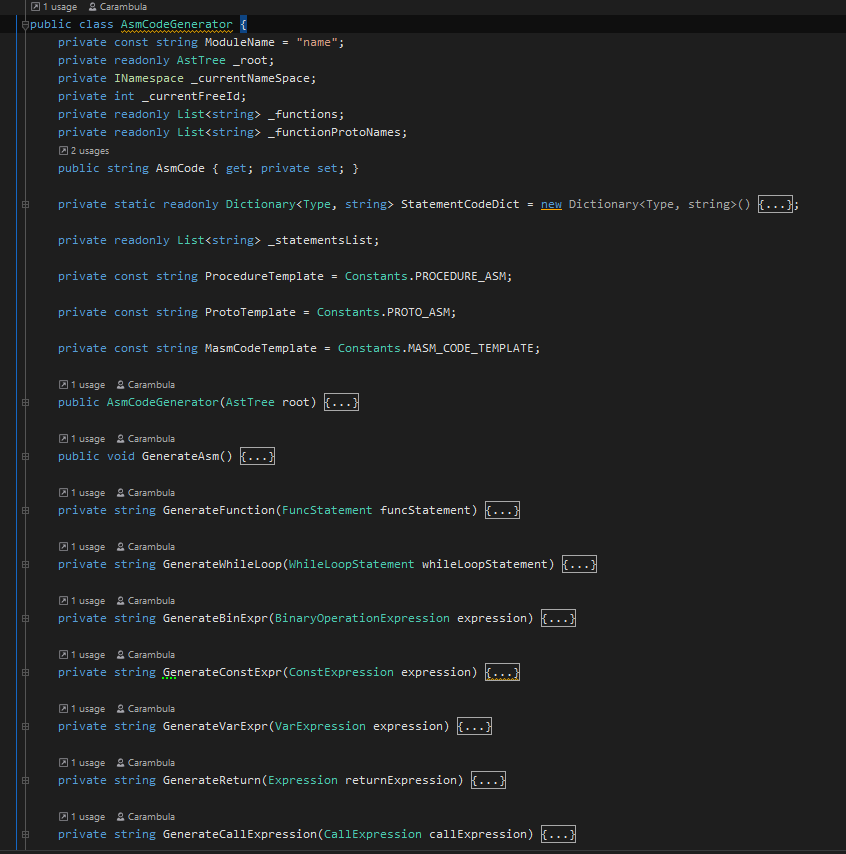 1 usage Carambula
public class AsmCodeGenerator {
private const string ModuleName = "name";
private readonly AstTree _root;
private INamespace _currentNameSpace;
private int _currentFreeId;
private readonly List<string> _functions;
private readonly List<string> _functionProtoNames;
2 usages
public string AsmCode { get; private set; }
private static readonly Dictionary<Type, string> StatementCodeDict = new Dictionary<Type, string>() {...};
private readonly List<string> _statementsList;
private const string ProcedureTemplate = Constants.PROCEDURE_ASM;
private const string ProtoTemplate = Constants.PROTO_ASM;
private const string MasmCodeTemplate = Constants.MASM_CODE_TEMPLATE;
1 usage Carambula
public AsmCodeGenerator(AstTree root) {...}
1 usage Carambula
public void GenerateAsm() {...}
1 usage Carambula
private string GenerateFunction(FuncStatement funcStatement) {...}
1 usage Carambula
private string GenerateWhileLoop(WhileLoopStatement whileLoopStatement) {...}
1 usage Carambula
private string GenerateBinExpr(BinaryOperationExpression expression) {...}
1 usage Carambula
private string GenerateConstExpr(ConstExpression expression) {...}
1 usage Carambula
private string GenerateVarExpr(VarExpression expression) {...}
1 usage Carambula
private string GenerateReturn(Expression returnExpression) {...}
1 usage Carambula
private string GenerateCallExpression(CallExpression callExpression) {...}